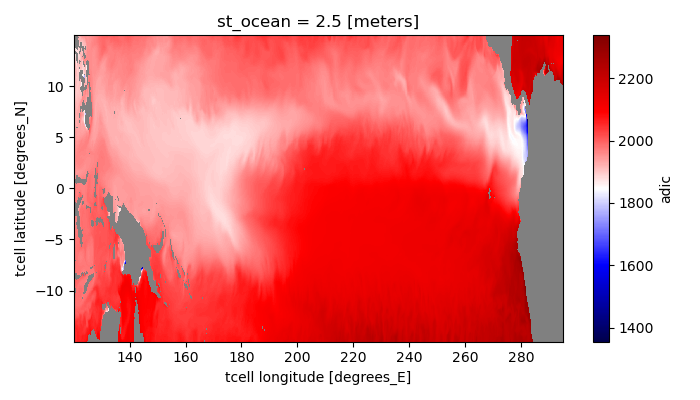 st_ocean = 2.5 [meters]
10
5
0
−5
−10
tcell latitude [degrees_N]
140 160 180 200 220 240 260 280
tcell longitude [degrees_E]
2200
2000
1800
1600
1400
adic